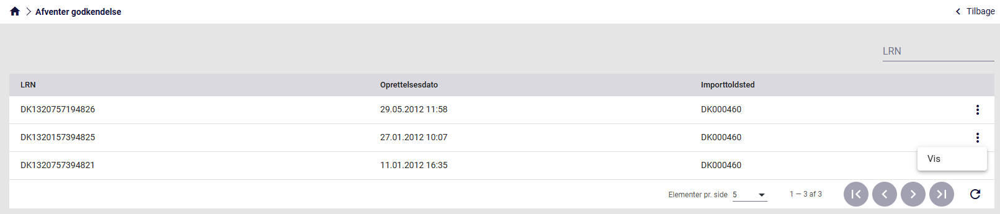 Afventer godkendelse
Tilbage
LRN
LRN Oprettelsesdato Importtoldsted
DK1320757194826 29.05.2012 11:58 DK000460
DK1320157394825 27.01.2012 10:07 DK000460
Vis
DK1320757394821 11.01.2012 16:35 DK000460
Elementer pr. side 5 1 – 3 af 3